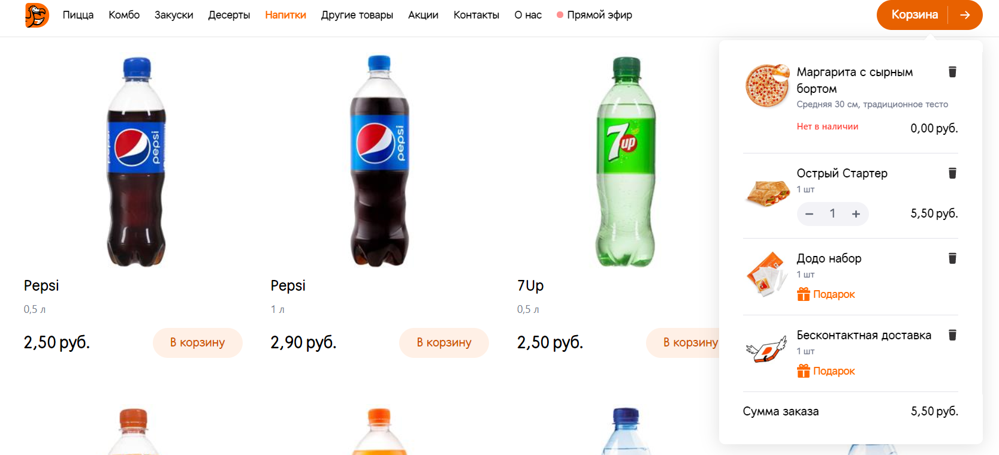 Пицца Комбо Закуски Десерты Напитки Другие товары Акции Контакты О нас Прямой эфир
Корзина
pepsi
pepsi
pepsi
7up
Pepsi
0,5 л
2,50 руб.
В корзину
Pepsi
1 л
2,90 руб.
В корзину
7Up
0,5 л
2,50 руб.
В корзину
Маргарита с сырным
бортом
Средняя 30 см, традиционное тесто
Нет в наличии
0,00 руб.
Острый Стартер
1 шт
1
5,50 руб.
Додо набор
1 шт
Подарок
Бесконтактная доставка
1 шт
Подарок
Сумма заказа
5,50 руб.